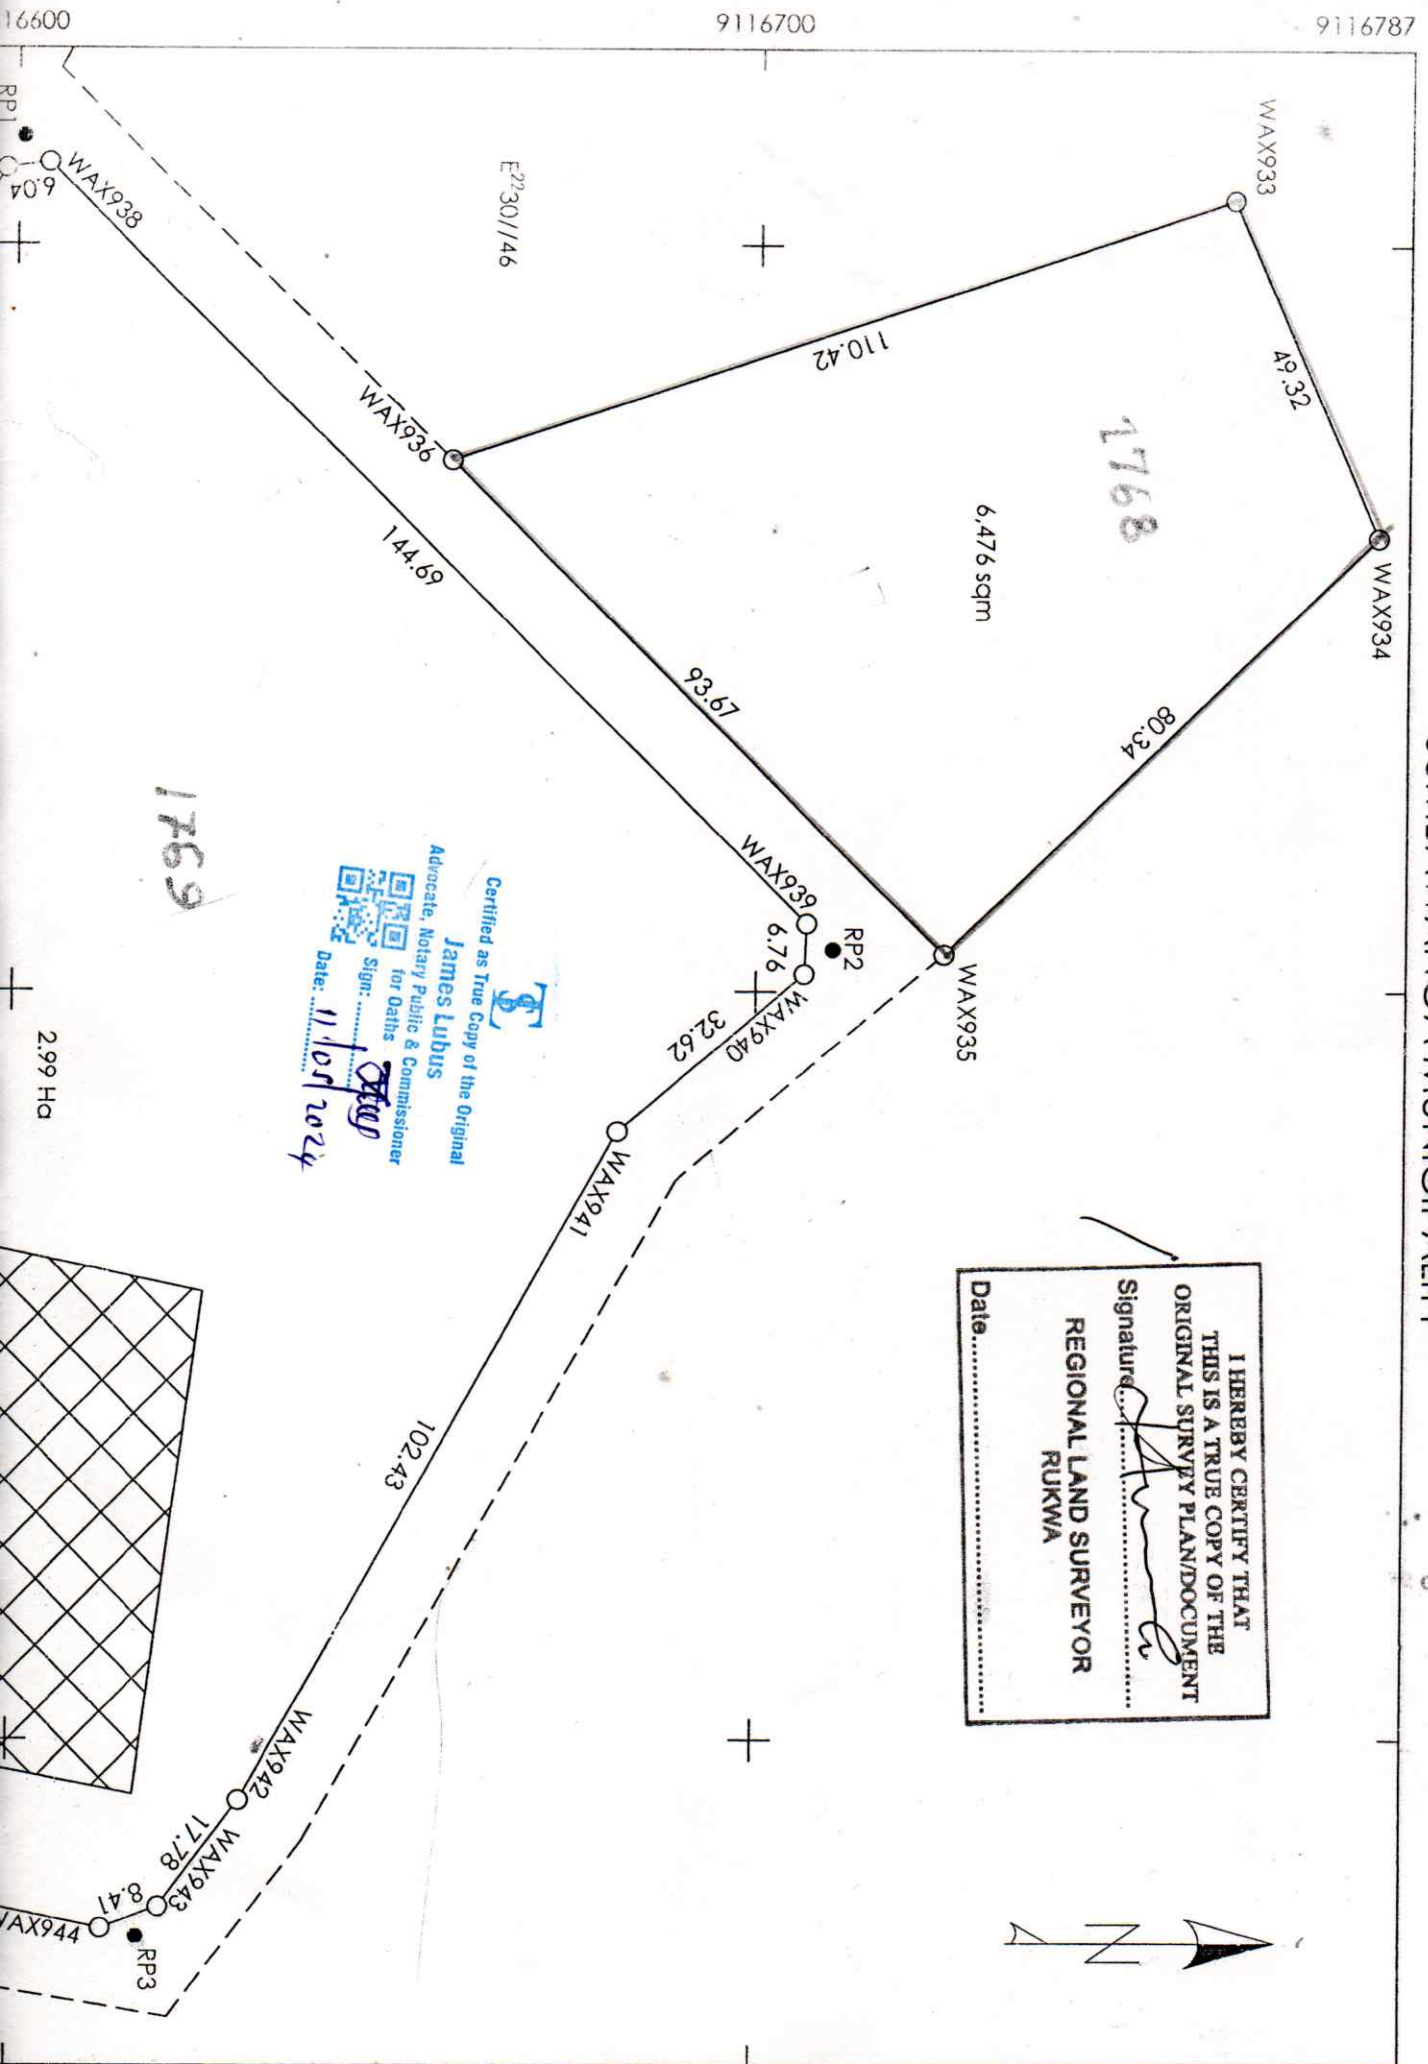 16600
9116700
9116787
WAX933
WAX934
49.32
110.42
1768
6,476 sqm
80.34
93.67
WAX935
WAX936
E²²30//46
RP1
6.04
WAX938
144.69
WAX939
RP2
6.76
WAX940
32.62
WAX941
102.43
WAX942
17.78
WAX943
8.41
RP3
1769
2.99 Ha
Certified as True Copy of the Original
James Lubus
Advocate, Notary Public & Commissioner
for Oaths
Sign:
Date: 11/05/2024
I HEREBY CERTIFY THAT
THIS IS A TRUE COPY OF THE
ORIGINAL SURVEY PLAN/DOCUMENT
Signature
REGIONAL LAND SURVEYOR
RUKWA
Date
N